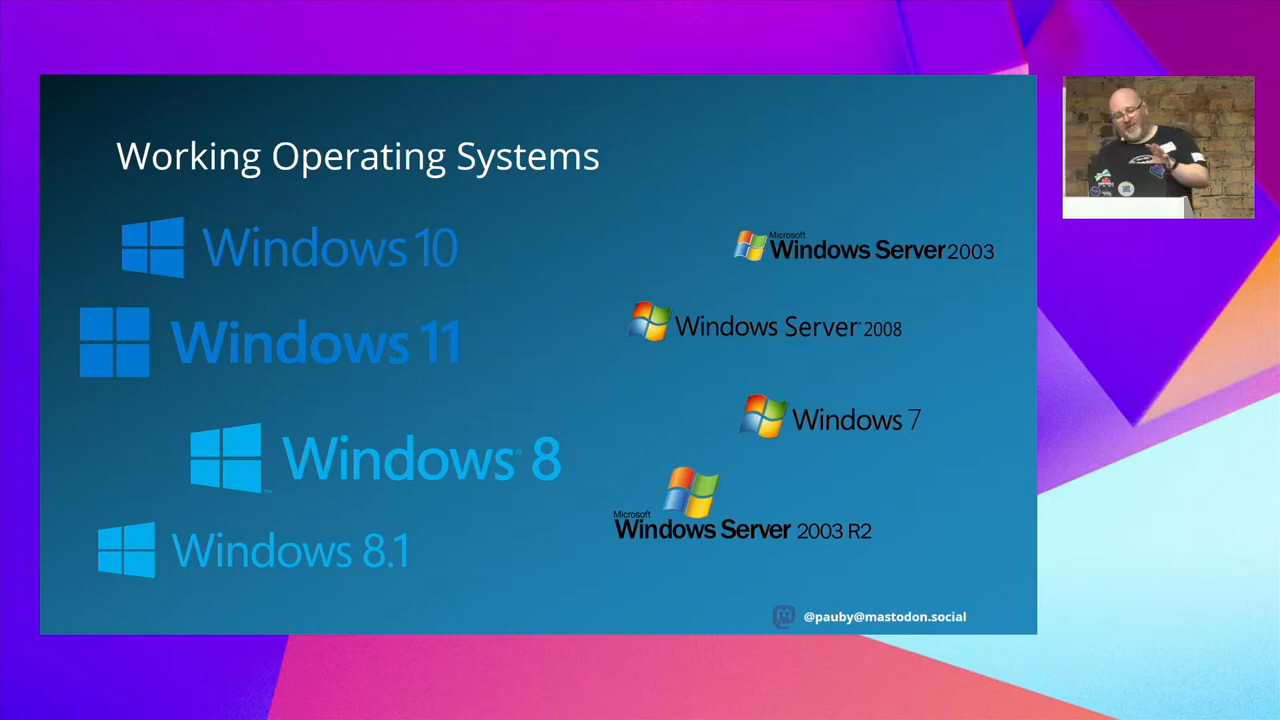 Working Operating Systems
Windows 10
Windows 11
Windows® 8
Windows 8.1
Microsoft
Windows Server 2003
Windows Server® 2008
Windows 7
Microsoft
Windows Server 2003 R2
@pauby@mastodon.social